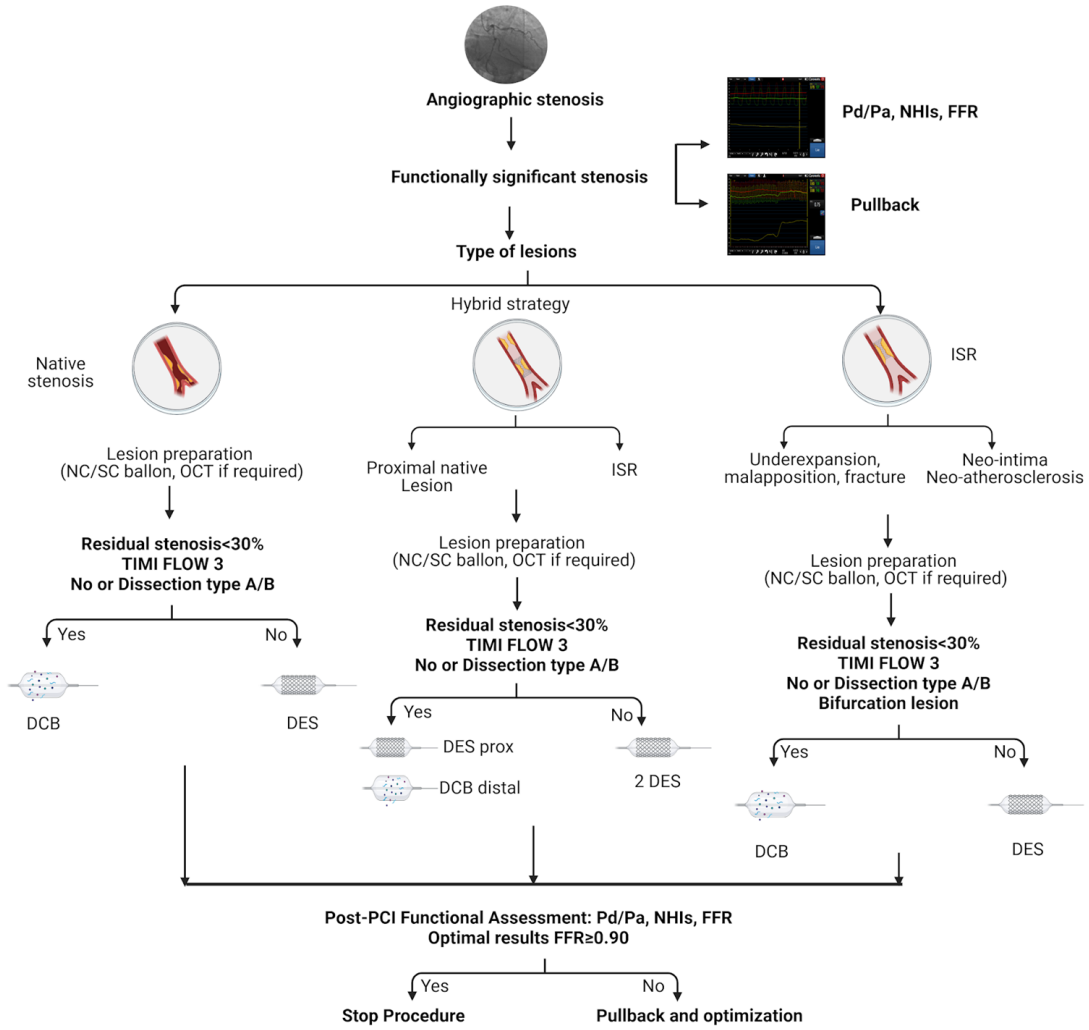 Angiographic stenosis
Pd/Pa, NHIs, FFR
Functionally significant stenosis
Pullback
Type of lesions
Hybrid strategy
Native
stenosis
ISR
Lesion preparation
(NC/SC ballon, OCT if required)
Residual stenosis<30%
TIMI FLOW 3
No or Dissection type A/B
Yes
No
DCB
DES
Proximal native
Lesion
ISR
Lesion preparation
(NC/SC ballon, OCT if required)
Residual stenosis<30%
TIMI FLOW 3
No or Dissection type A/B
Yes
No
DES prox
DCB distal
2 DES
Underexpansion,
malapposition, fracture
Neo-intima
Neo-atherosclerosis
Lesion preparation
(NC/SC ballon, OCT if required)
Residual stenosis<30%
TIMI FLOW 3
No or Dissection type A/B
Bifurcation lesion
Yes
No
DCB
DES
Post-PCI Functional Assessment: Pd/Pa, NHIs, FFR
Optimal results FFR≥0.90
Yes
No
Stop Procedure
Pullback and optimization